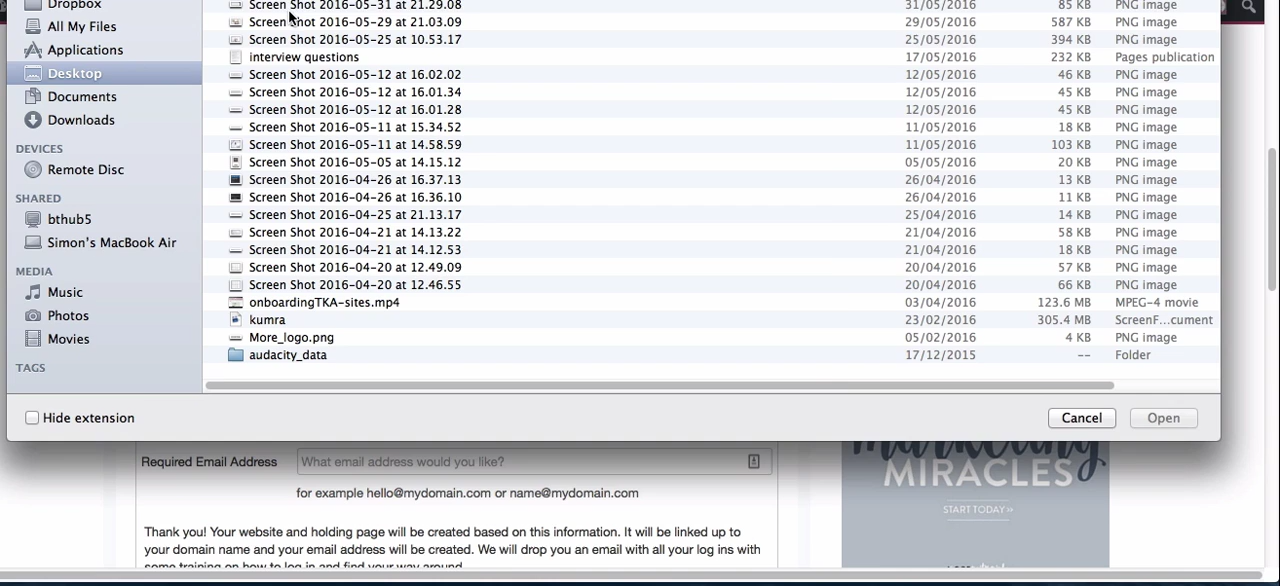 Dropbox
All My Files
Applications
Desktop
Documents
Downloads
DEVICES
Remote Disc
SHARED
bthub5
Simon's MacBook Air
MEDIA
Music
Photos
Movies
TAGS
Screen Shot 2016-05-31 at 21.29.08 31/05/2016 85 KB PNG image
Screen Shot 2016-05-29 at 21.03.09 29/05/2016 587 KB PNG image
Screen Shot 2016-05-25 at 10.53.17 25/05/2016 394 KB PNG image
interview questions 17/05/2016 232 KB Pages publication
Screen Shot 2016-05-12 at 16.02.02 12/05/2016 46 KB PNG image
Screen Shot 2016-05-12 at 16.01.34 12/05/2016 45 KB PNG image
Screen Shot 2016-05-12 at 16.01.28 12/05/2016 45 KB PNG image
Screen Shot 2016-05-11 at 15.34.52 11/05/2016 18 KB PNG image
Screen Shot 2016-05-11 at 14.58.59 11/05/2016 103 KB PNG image
Screen Shot 2016-05-05 at 14.15.12 05/05/2016 20 KB PNG image
Screen Shot 2016-04-26 at 16.37.13 26/04/2016 13 KB PNG image
Screen Shot 2016-04-26 at 16.36.10 26/04/2016 11 KB PNG image
Screen Shot 2016-04-25 at 21.13.17 25/04/2016 14 KB PNG image
Screen Shot 2016-04-21 at 14.13.22 21/04/2016 58 KB PNG image
Screen Shot 2016-04-21 at 14.12.53 21/04/2016 18 KB PNG image
Screen Shot 2016-04-20 at 12.49.09 20/04/2016 57 KB PNG image
Screen Shot 2016-04-20 at 12.46.55 20/04/2016 66 KB PNG image
onboardingTKA-sites.mp4 03/04/2016 123.6 MB MPEG-4 movie
kumra 23/02/2016 305.4 MB ScreenF...cument
More_logo.png 05/02/2016 4 KB PNG image
audacity_data 17/12/2015 -- Folder
Hide extension
Cancel
Open
Required Email Address What email address would you like?
for example hello@mydomain.com or name@mydomain.com
Thank you! Your website and holding page will be created based on this information. It will be linked up to
your domain name and your email address will be created. We will drop you an email with all your log ins with
some training on how to log in and find your way around.
marketing
MIRACLES
START TODAY»